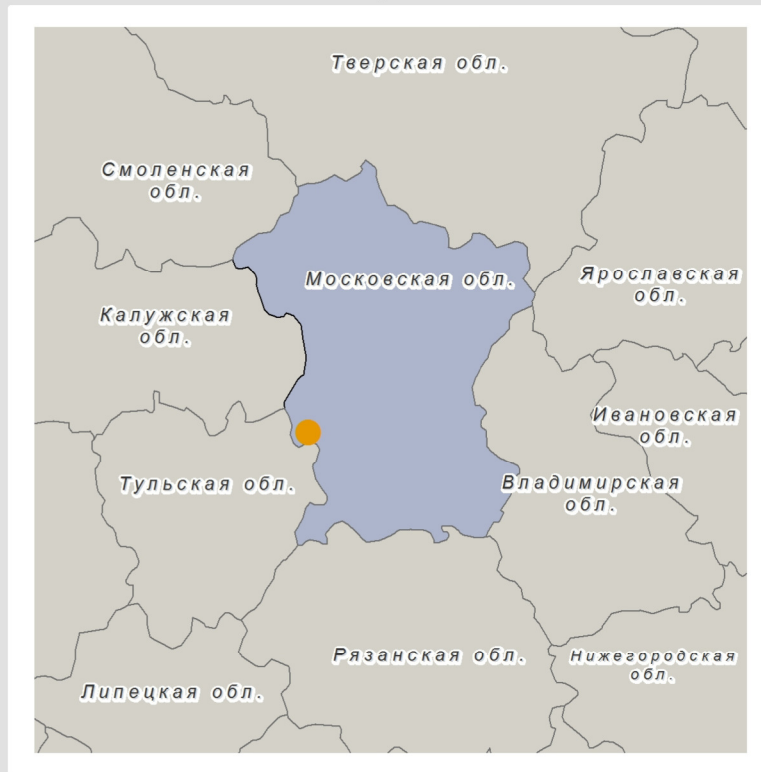 Тверская обл.
Смоленская
обл.
Московская обл.
Ярославская
обл.
Калужская
обл.
Ивановская
обл.
Тульская обл.
Владимирская
обл.
Рязанская обл.
Нижегородская
обл.
Липецкая обл.